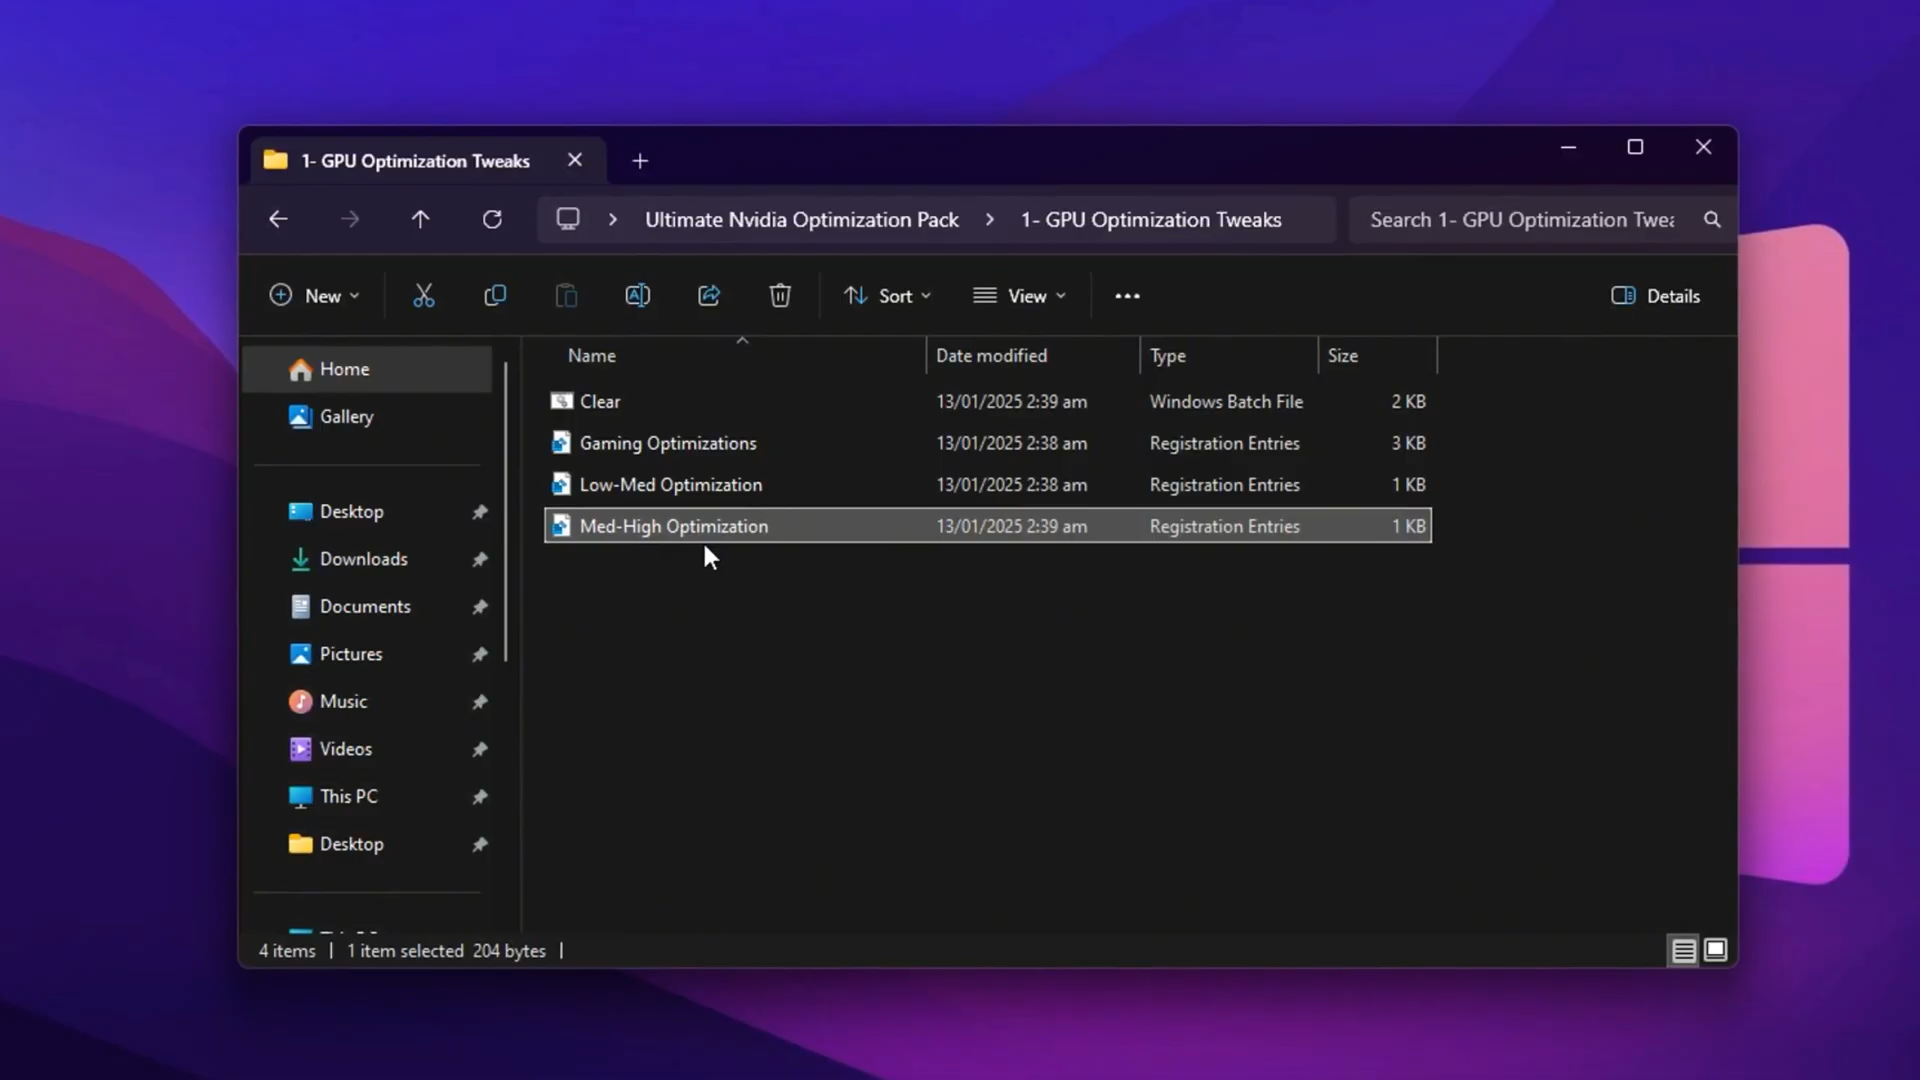 1- GPU Optimization Tweaks
Ultimate Nvidia Optimization Pack > 1- GPU Optimization Tweaks
Search 1- GPU Optimization Twea
New
Sort
View
Details
Name Date modified Type Size
Clear 13/01/2025 2:39 am Windows Batch File 2 KB
Gaming Optimizations 13/01/2025 2:38 am Registration Entries 3 KB
Low-Med Optimization 13/01/2025 2:38 am Registration Entries 1 KB
Med-High Optimization 13/01/2025 2:39 am Registration Entries 1 KB
Home
Gallery
Desktop
Downloads
Documents
Pictures
Music
Videos
This PC
Desktop
4 items | 1 item selected 204 bytes |